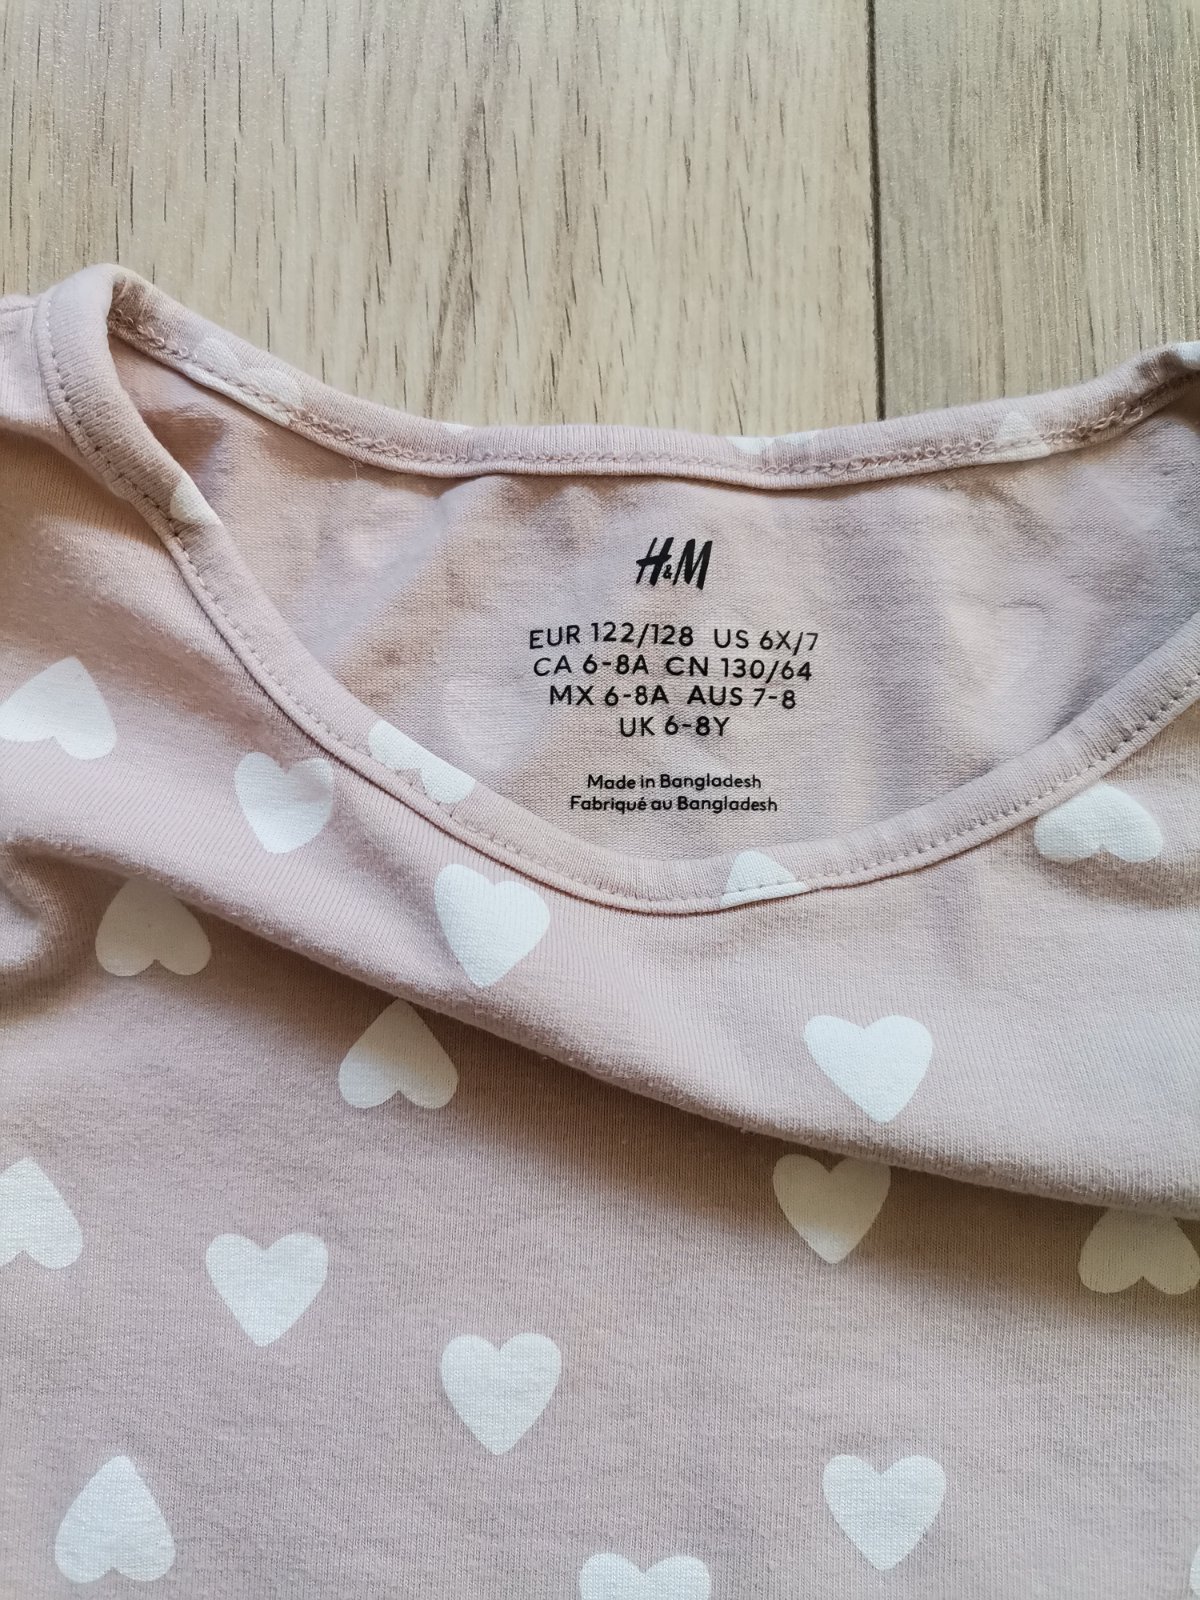 H&M
EUR 122/128 US 6X/7
CA 6-8A CN 130/64
MX 6-8A AUS 7-8
UK 6-8Y
Made in Bangladesh
Fabriqué au Bangladesh